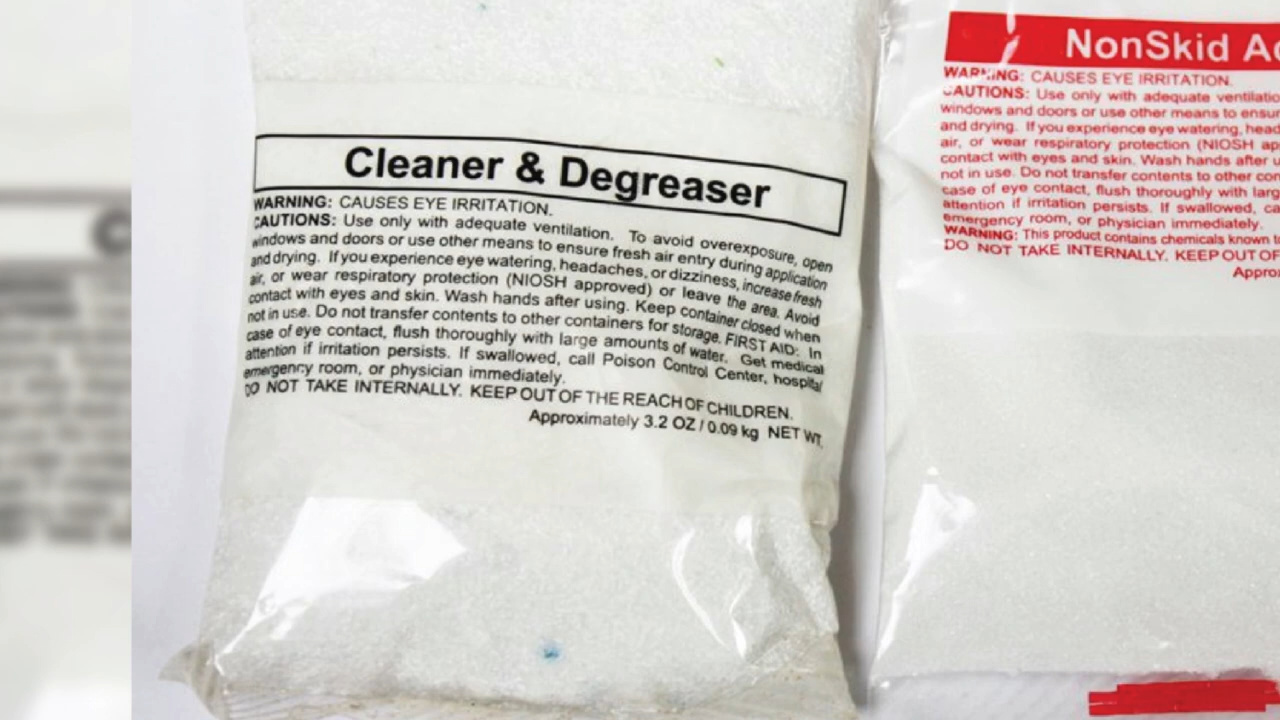 Cleaner & Degreaser
WARNING: CAUSES EYE IRRITATION.
CAUTIONS: Use only with adequate ventilation. To avoid overexposure, open
windows and doors or use other means to ensure fresh air entry during application
and drying. If you experience eye watering, headaches, or dizziness, increase fresh
air, or wear respiratory protection (NIOSH approved) or leave the area. Avoid
contact with eyes and skin. Wash hands after using. Keep container closed when
not in use. Do not transfer contents to other containers for storage. FIRST AID: In
case of eye contact, flush thoroughly with large amounts of water. Get medical
attention if irritation persists. If swallowed, call Poison Control Center, hospital
emergency room, or physician immediately.
DO NOT TAKE INTERNALLY. KEEP OUT OF THE REACH OF CHILDREN.
Approximately 3.2 OZ / 0.09 kg NET WT.
NonSkid
WARNING: CAUSES EYE IRRITATION.
CAUTIONS: Use only with adequate
windows and doors or use other means to
and drying. If you experience eye watering,
air, or wear respiratory protection (NIOSH
contact with eyes and skin. Wash hands after
not in use. Do not transfer contents to other
case of eye contact, flush thoroughly with
attention if irritation persists. If swallowed,
emergency room, or physician immediately.
WARNING: This product contains chemicals known
DO NOT TAKE INTERNALLY. KEEP OUT OF